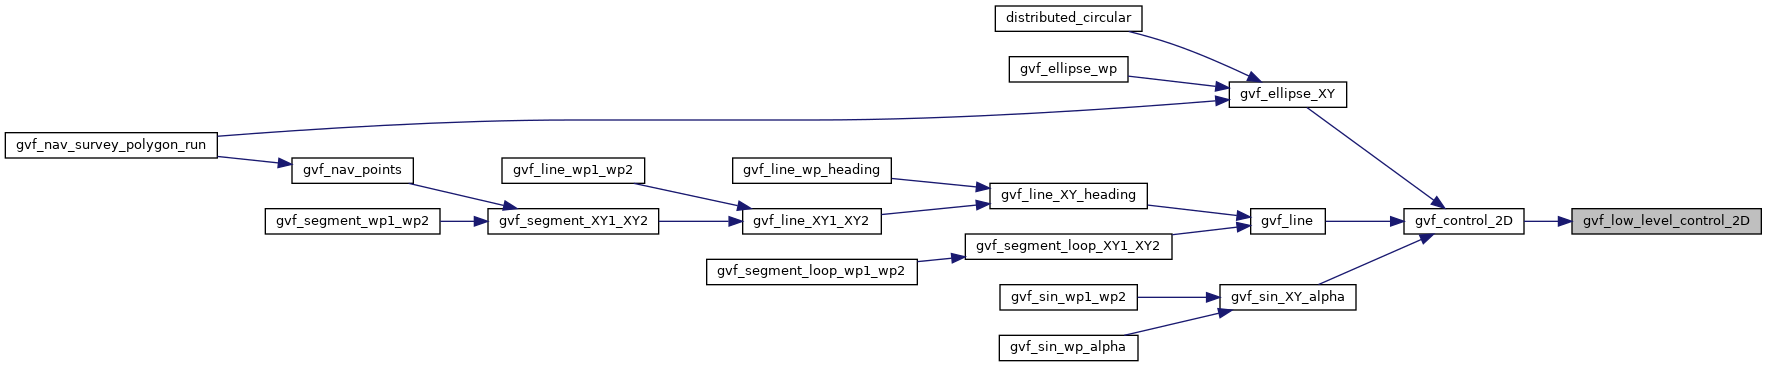 distributed_circular
gvf_ellipse_wp
gvf_ellipse_XY
gvf_nav_survey_polygon_run
gvf_nav_points
gvf_line_wp1_wp2
gvf_line_wp_heading
gvf_line_XY_heading
gvf_segment_wp1_wp2
gvf_segment_XY1_XY2
gvf_line_XY1_XY2
gvf_line
gvf_control_2D
gvf_low_level_control_2D
gvf_segment_loop_XY1_XY2
gvf_segment_loop_wp1_wp2
gvf_sin_wp1_wp2
gvf_sin_XY_alpha
gvf_sin_wp_alpha